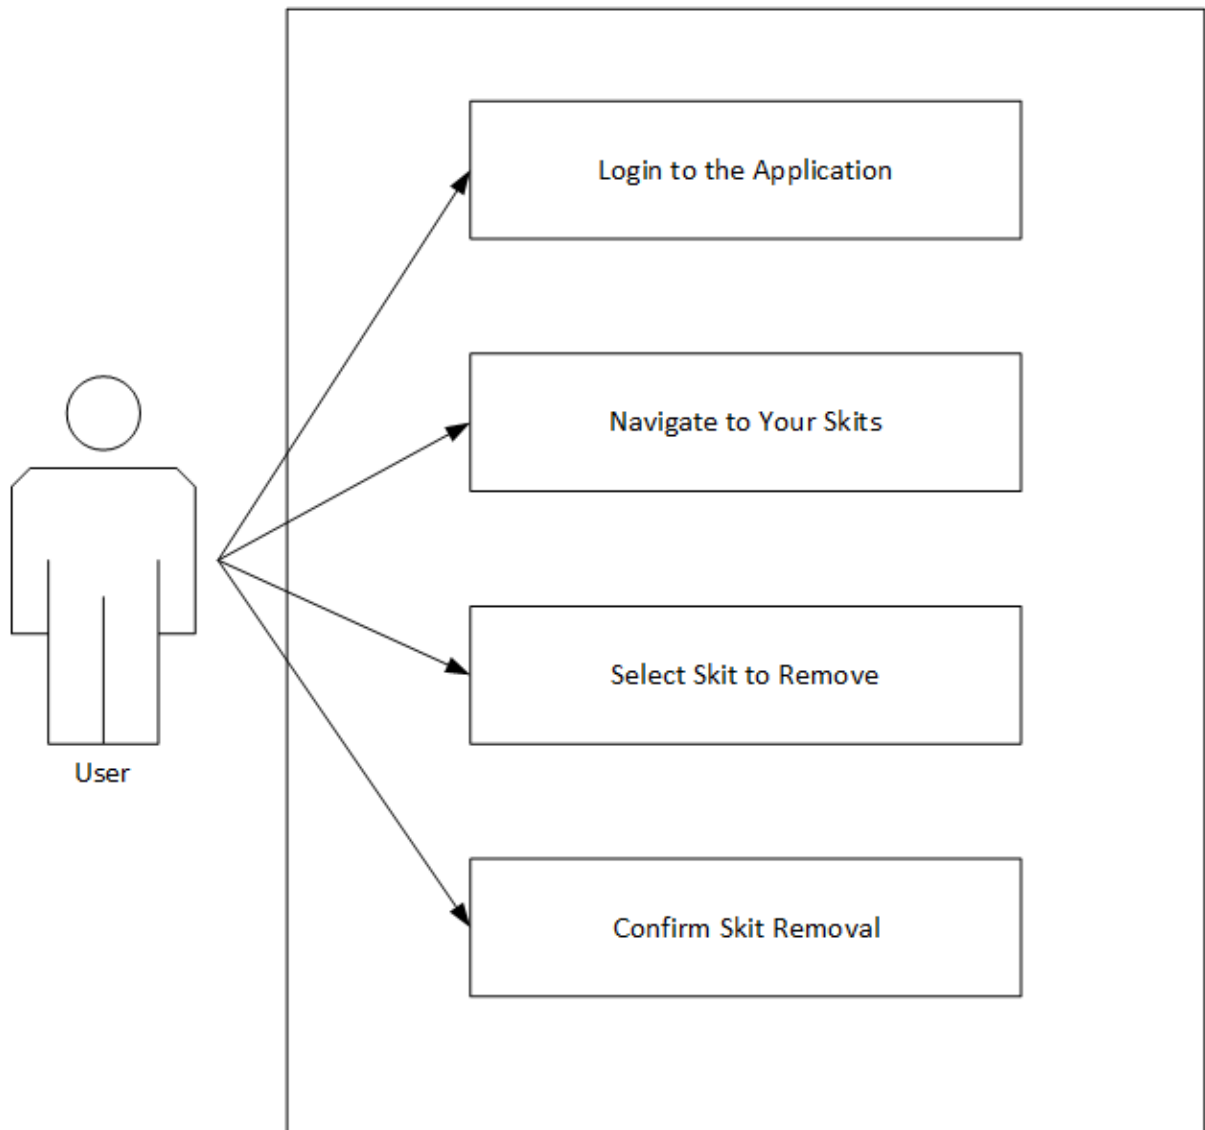 Login to the Application
Navigate to Your Skits
Select Skit to Remove
User
Confirm Skit Removal